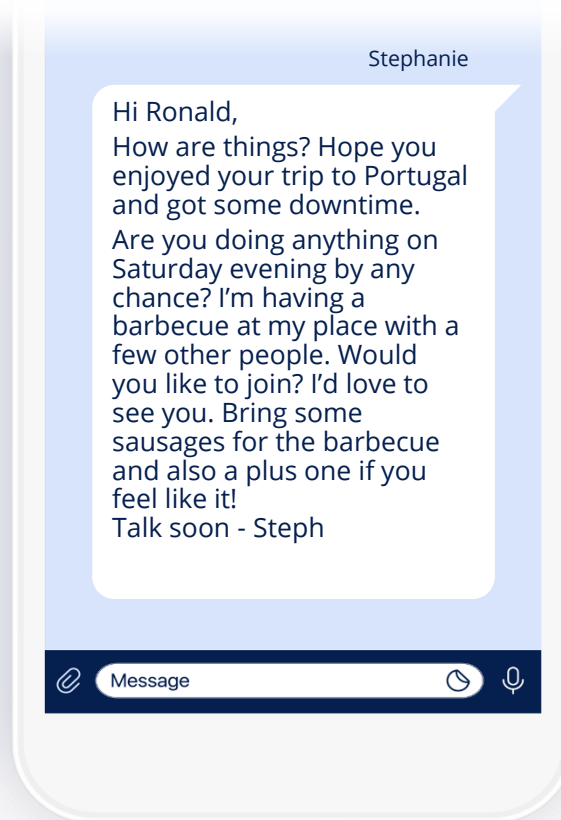 Stephanie
Hi Ronald,
How are things? Hope you
enjoyed your trip to Portugal
and got some downtime.
Are you doing anything on
Saturday evening by any
chance? I'm having a
barbecue at my place with a
few other people. Would
you like to join? I'd love to
see you. Bring some
sausages for the barbecue
and also a plus one if you
feel like it!
Talk soon - Steph
Message